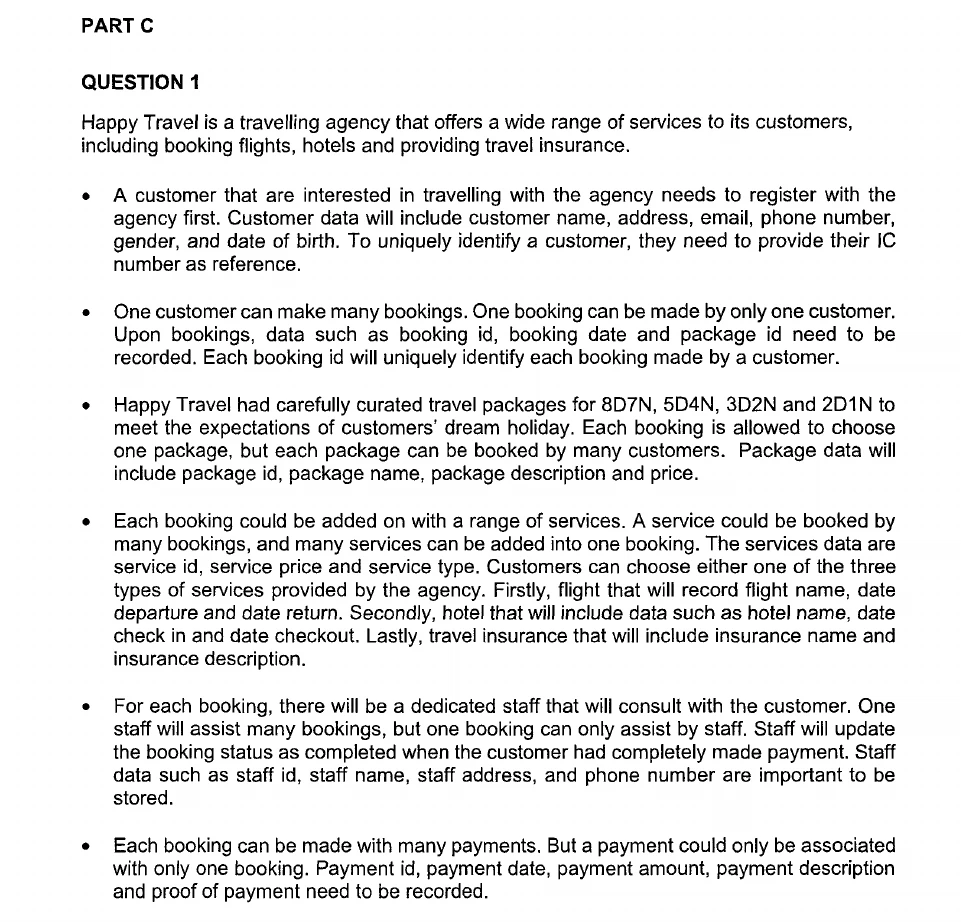 PART C
QUESTION 1
Happy Travel is a travelling agency that offers a wide range of services to its customers,
including booking flights, hotels and providing travel insurance.
• A customer that are interested in travelling with the agency needs to register with the
agency first. Customer data will include customer name, address, email, phone number,
gender, and date of birth. To uniquely identify a customer, they need to provide their IC
number as reference.
• One customer can make many bookings. One booking can be made by only one customer.
Upon bookings, data such as booking id, booking date and package id need to be
recorded. Each booking id will uniquely identify each booking made by a customer.
• Happy Travel had carefully curated travel packages for 8D7N, 5D4N, 3D2N and 2D1N to
meet the expectations of customers' dream holiday. Each booking is allowed to choose
one package, but each package can be booked by many customers. Package data will
include package id, package name, package description and price.
• Each booking could be added on with a range of services. A service could be booked by
many bookings, and many services can be added into one booking. The services data are
service id, service price and service type. Customers can choose either one of the three
types of services provided by the agency. Firstly, flight that will record flight name, date
departure and date return. Secondly, hotel that will include data such as hotel name, date
check in and date checkout. Lastly, travel insurance that will include insurance name and
insurance description.
• For each booking, there will be a dedicated staff that will consult with the customer. One
staff will assist many bookings, but one booking can only assist by staff. Staff will update
the booking status as completed when the customer had completely made payment. Staff
data such as staff id, staff name, staff address, and phone number are important to be
stored.
• Each booking can be made with many payments. But a payment could only be associated
with only one booking. Payment id, payment date, payment amount, payment description
and proof of payment need to be recorded.